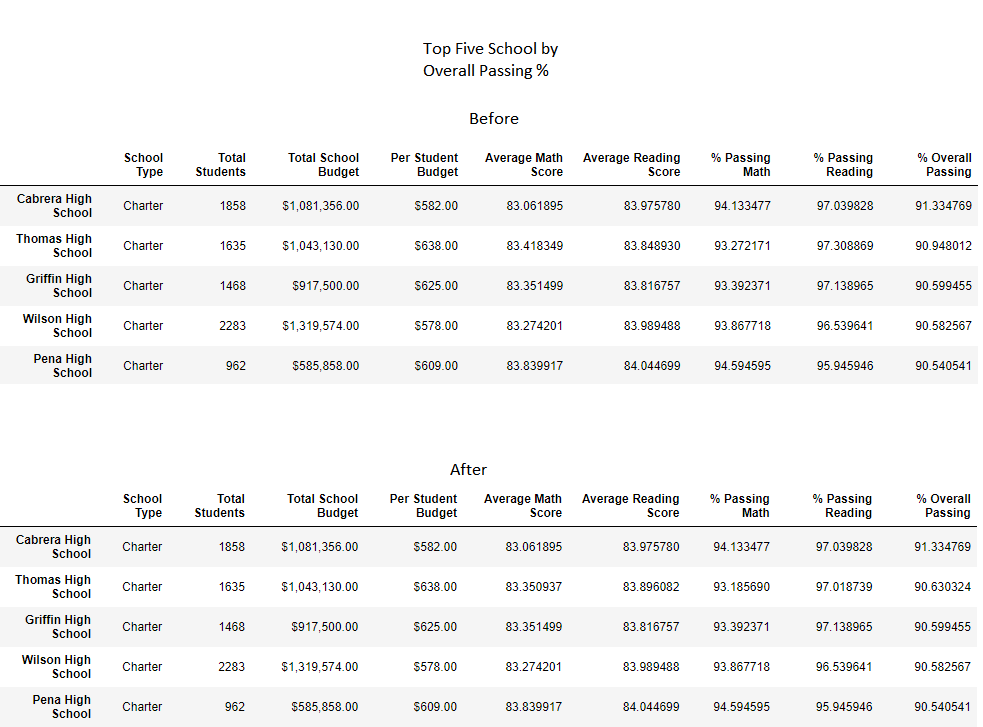 Top Five School by
Overall Passing %
Before
School Type Total Students Total School Budget Per Student Budget Average Math Score Average Reading Score % Passing Math % Passing Reading % Overall Passing
Cabrera High School Charter 1858 $1,081,356.00 $582.00 83.061895 83.975780 94.133477 97.039828 91.334769
Thomas High School Charter 1635 $1,043,130.00 $638.00 83.418349 83.848930 93.272171 97.308869 90.948012
Griffin High School Charter 1468 $917,500.00 $625.00 83.351499 83.816757 93.392371 97.138965 90.599455
Wilson High School Charter 2283 $1,319,574.00 $578.00 83.274201 83.989488 93.867718 96.539641 90.582567
Pena High School Charter 962 $585,858.00 $609.00 83.839917 84.044699 94.594595 95.945946 90.540541
After
School Type Total Students Total School Budget Per Student Budget Average Math Score Average Reading Score % Passing Math % Passing Reading % Overall Passing
Cabrera High School Charter 1858 $1,081,356.00 $582.00 83.061895 83.975780 94.133477 97.039828 91.334769
Thomas High School Charter 1635 $1,043,130.00 $638.00 83.350937 83.896082 93.185690 97.018739 90.630324
Griffin High School Charter 1468 $917,500.00 $625.00 83.351499 83.816757 93.392371 97.138965 90.599455
Wilson High School Charter 2283 $1,319,574.00 $578.00 83.274201 83.989488 93.867718 96.539641 90.582567
Pena High School Charter 962 $585,858.00 $609.00 83.839917 84.044699 94.594595 95.945946 90.540541